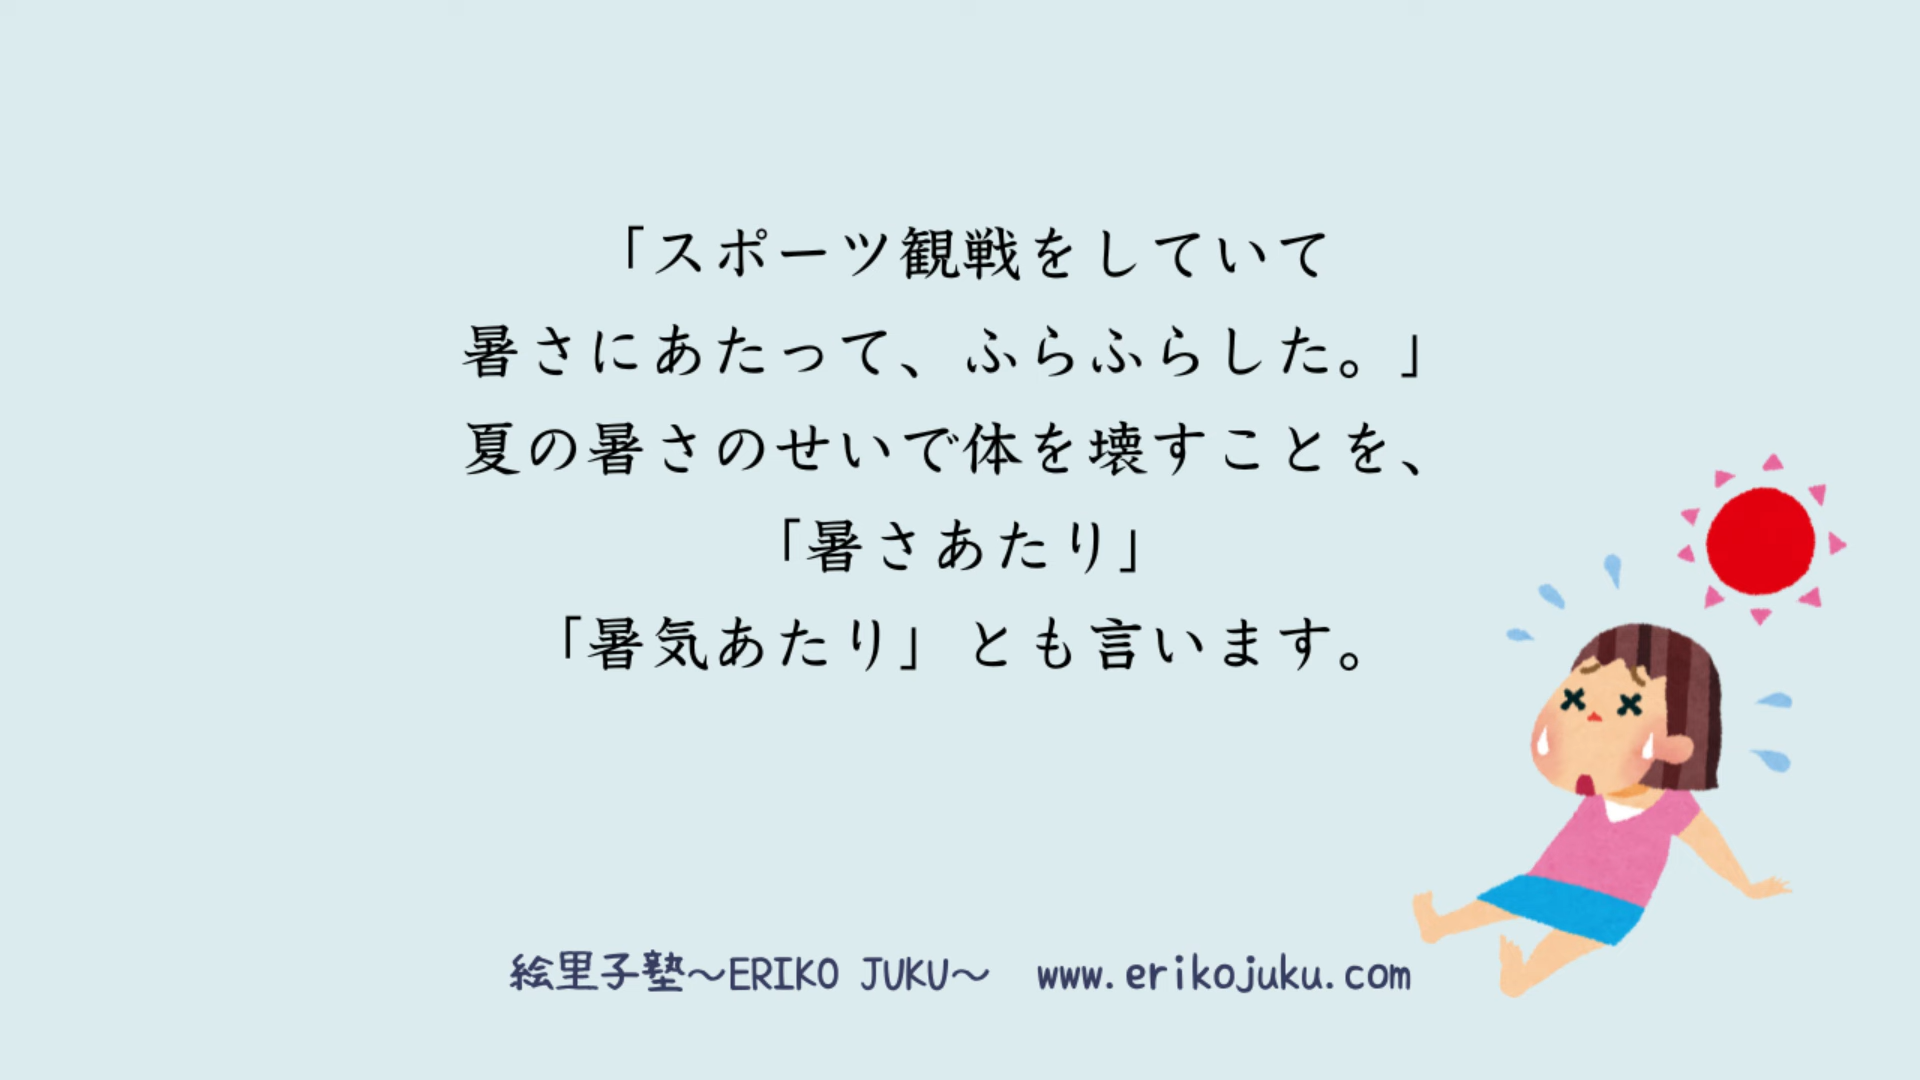 「スポーツ観戦をしていて
暑さにあたって、ふらふらした。」
夏の暑さのせいで体を壊すことを、
「暑さあたり」
「暑気あたり」とも言います。
絵里子塾～ERIKO JUKU～　www.erikojuku.com